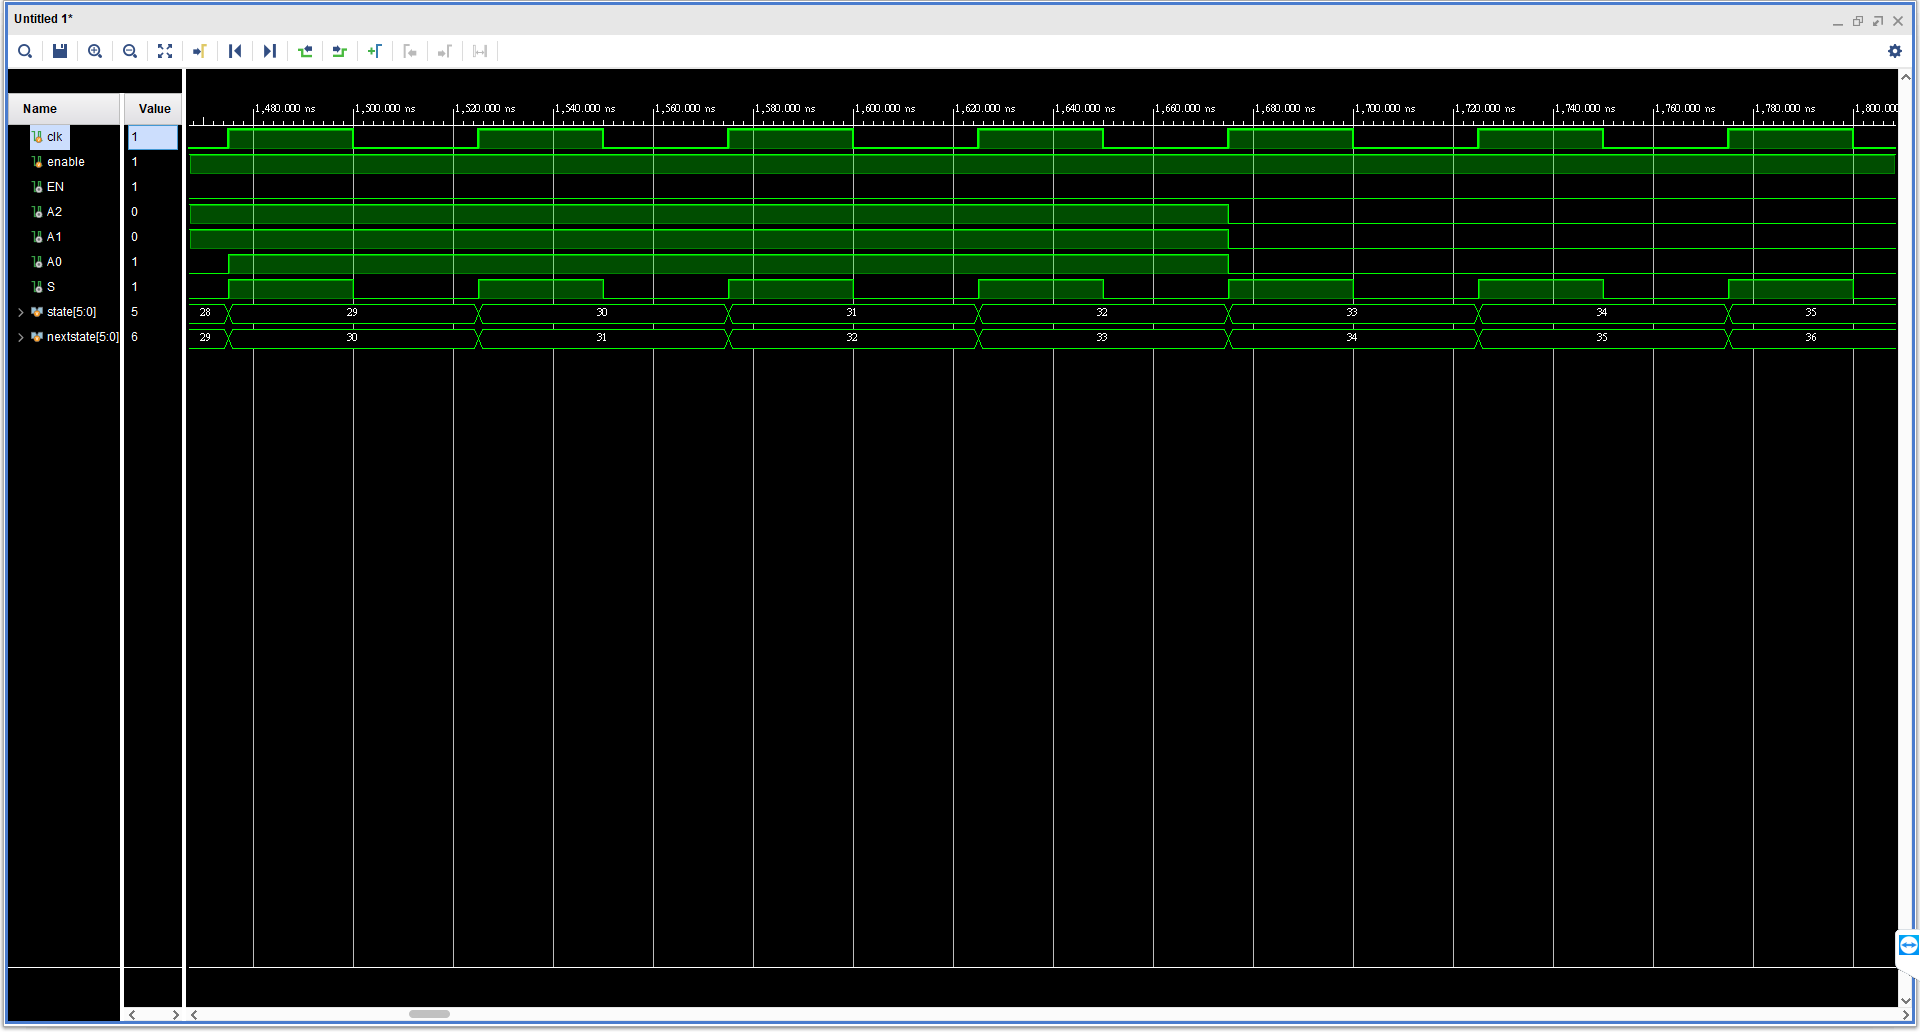 Untitled 1*
Name Value
1,480.000 ns 1,500.000 ns 1,520.000 ns 1,540.000 ns 1,560.000 ns 1,580.000 ns 1,600.000 ns 1,620.000 ns 1,640.000 ns 1,660.000 ns 1,680.000 ns 1,700.000 ns 1,720.000 ns 1,740.000 ns 1,760.000 ns 1,780.000 ns 1,800.000
clk 1
enable 1
EN 1
A2 0
A1 0
A0 1
S 1
state[5:0] 5 28 29 30 31 32 33 34 35
nextstate[5:0] 6 29 30 31 32 33 34 35 36